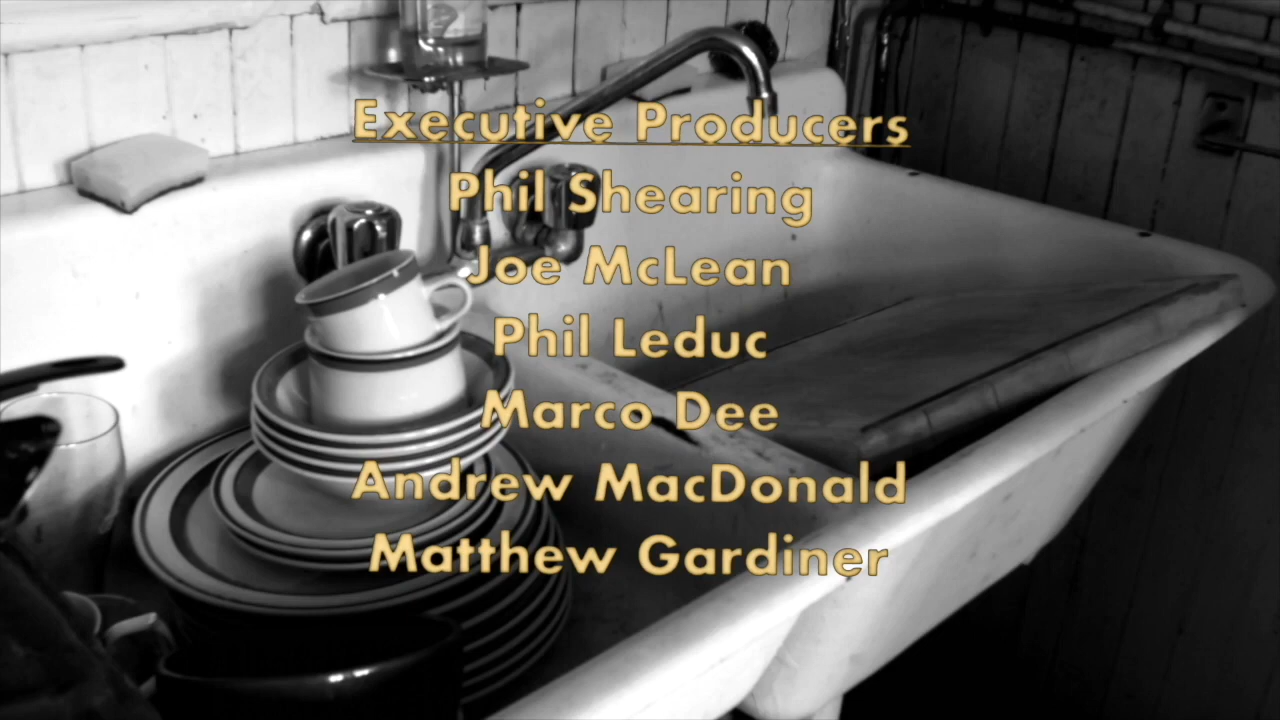 Executive Producers
Phil Shearing
Joe McLean
Phil Leduc
Marco Dee
Andrew MacDonald
Matthew Gardiner